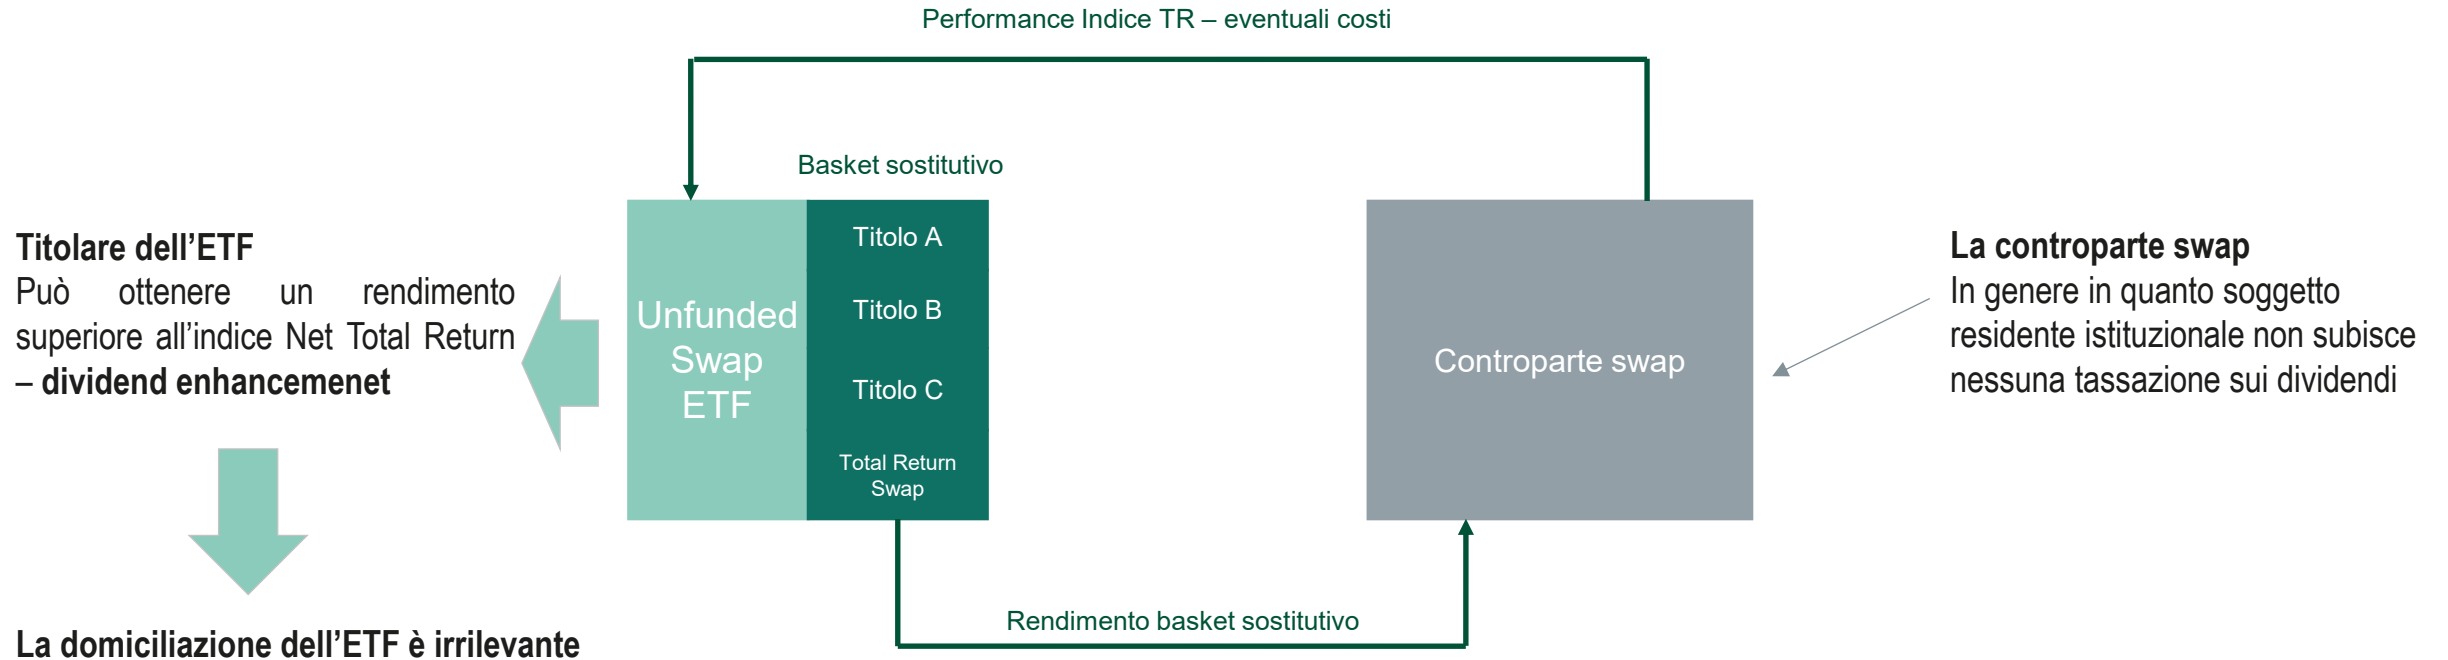 Performance Indice TR – eventuali costi
Basket sostitutivo
Titolare dell’ETF
Può ottenere un rendimento
superiore all’indice Net Total Return
– dividend enhancemenet
Unfunded
Swap
ETF
Titolo A
Titolo B
Titolo C
Total Return
Swap
Controparte swap
La controparte swap
In genere in quanto soggetto
residente istituzionale non subisce
nessuna tassazione sui dividendi
Rendimento basket sostitutivo
La domiciliazione dell’ETF è irrilevante